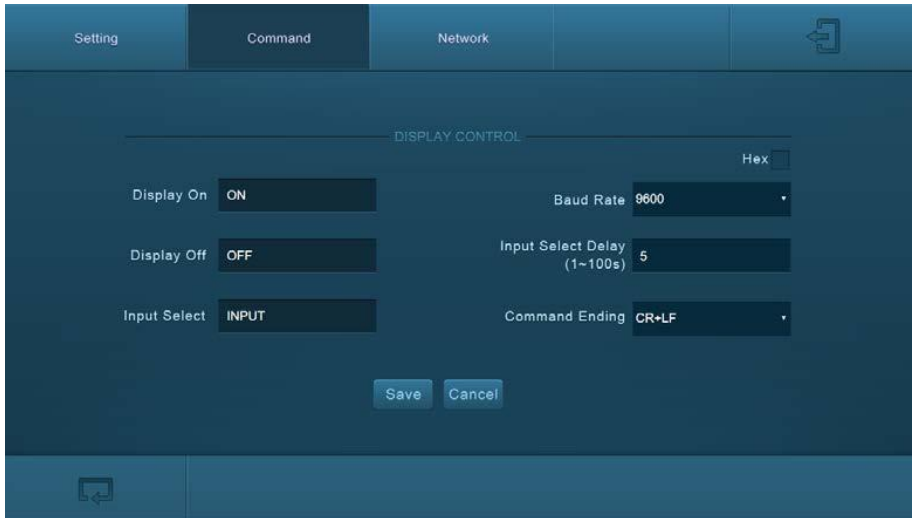 Setting Command Network
DISPLAY CONTROL
Hex
Display On ON Baud Rate 9600
Display Off OFF Input Select Delay
(1~100s) 5
Input Select INPUT Command Ending CR+LF
Save Cancel